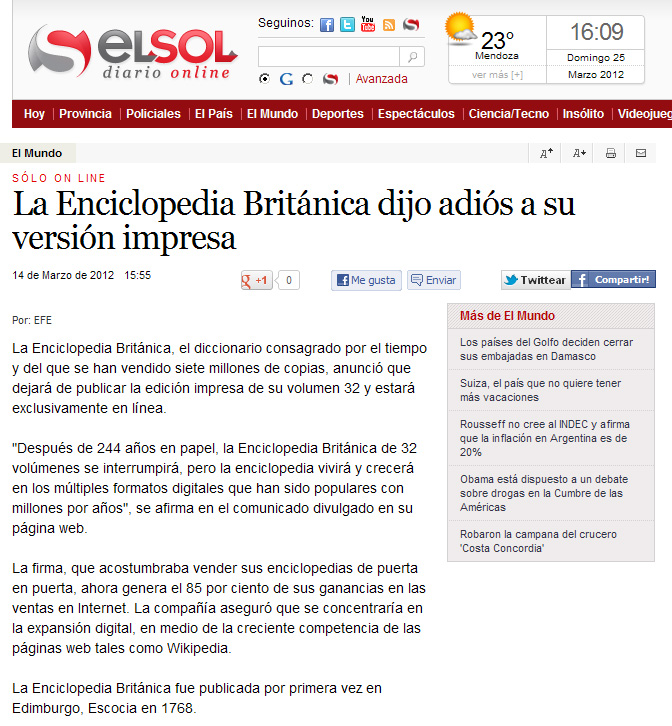 elSOL
diario online
Seguinos:
You
Tube
23º
Mendoza
ver más [+]
16:09
Domingo 25
Marzo 2012
G
Avanzada
Hoy
Provincia
Policiales
El País
El Mundo
Deportes
Espectáculos
Ciencia/Tecno
Insólito
Videojueg
El Mundo
SÓLO ON LINE
La Enciclopedia Británica dijo adiós a su
versión impresa
14 de Marzo de 2012 15:55
g +1
0
Me gusta
Enviar
Twittear
Compartir!
Por: EFE
La Enciclopedia Británica, el diccionario consagrado por el tiempo
y del que se han vendido siete millones de copias, anunció que
dejará de publicar la edición impresa de su volumen 32 y estará
exclusivamente en línea.
"Después de 244 años en papel, la Enciclopedia Británica de 32
volúmenes se interrumpirá, pero la enciclopedia vivirá y crecerá
en los múltiples formatos digitales que han sido populares con
millones por años", se afirma en el comunicado divulgado en su
página web.
La firma, que acostumbraba vender sus enciclopedias de puerta
en puerta, ahora genera el 85 por ciento de sus ganancias en las
ventas en Internet. La compañía aseguró que se concentraría en
la expansión digital, en medio de la creciente competencia de las
páginas web tales como Wikipedia.
La Enciclopedia Británica fue publicada por primera vez en
Edimburgo, Escocia en 1768.
Más de El Mundo
Los países del Golfo deciden cerrar
sus embajadas en Damasco
Suiza, el país que no quiere tener
más vacaciones
Rousseff no cree al INDEC y afirma
que la inflación en Argentina es de
20%
Obama está dispuesto a un debate
sobre drogas en la Cumbre de las
Américas
Robaron la campana del crucero
'Costa Concordia'